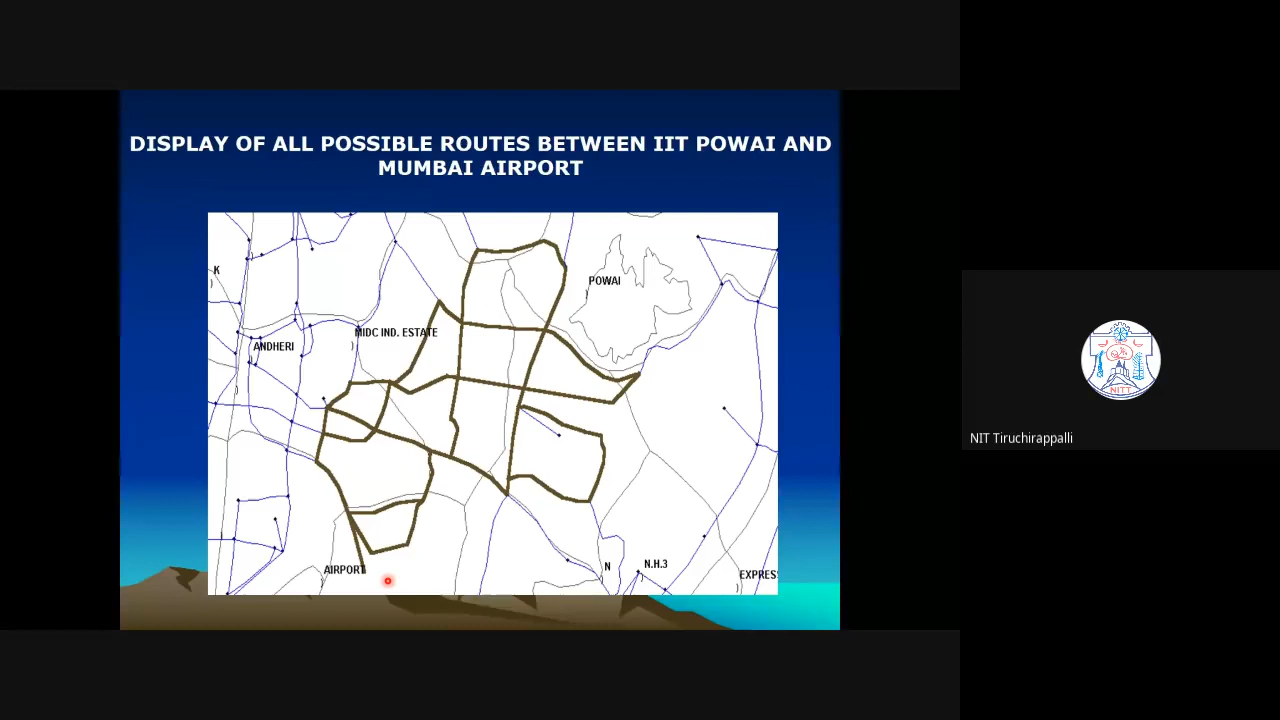 DISPLAY OF ALL POSSIBLE ROUTES BETWEEN IIT POWAI AND
MUMBAI AIRPORT
K
POWAI
MIDC IND. ESTATE
ANDHERI
AIRPORT
N
N.H.3
EXPRES
NITT
NIT Tiruchirappalli